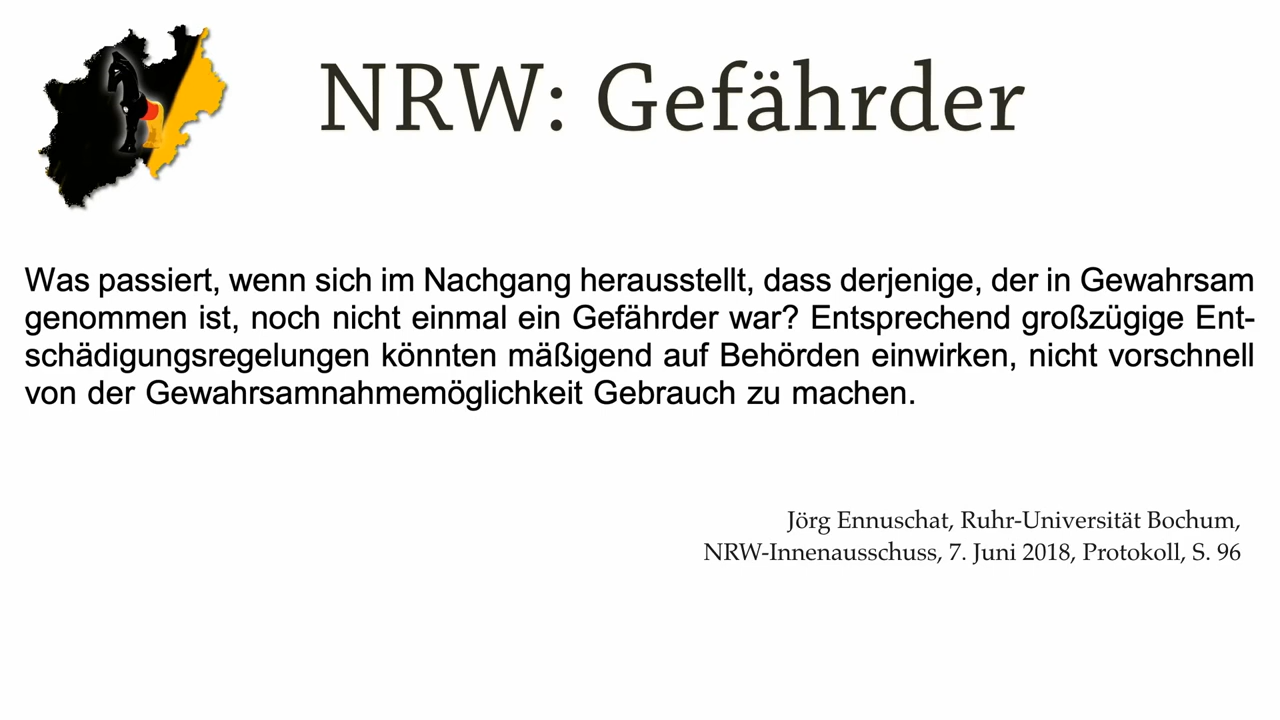 NRW: Gefährder
Was passiert, wenn sich im Nachgang herausstellt, dass derjenige, der in Gewahrsam
genommen ist, noch nicht einmal ein Gefährder war? Entsprechend großzügige Ent-
schädigungsregelungen könnten mäßigend auf Behörden einwirken, nicht vorschnell
von der Gewahrsamnahmemöglichkeit Gebrauch zu machen.
Jörg Ennuschat, Ruhr-Universität Bochum,
NRW-Innenausschuss, 7. Juni 2018, Protokoll, S. 96